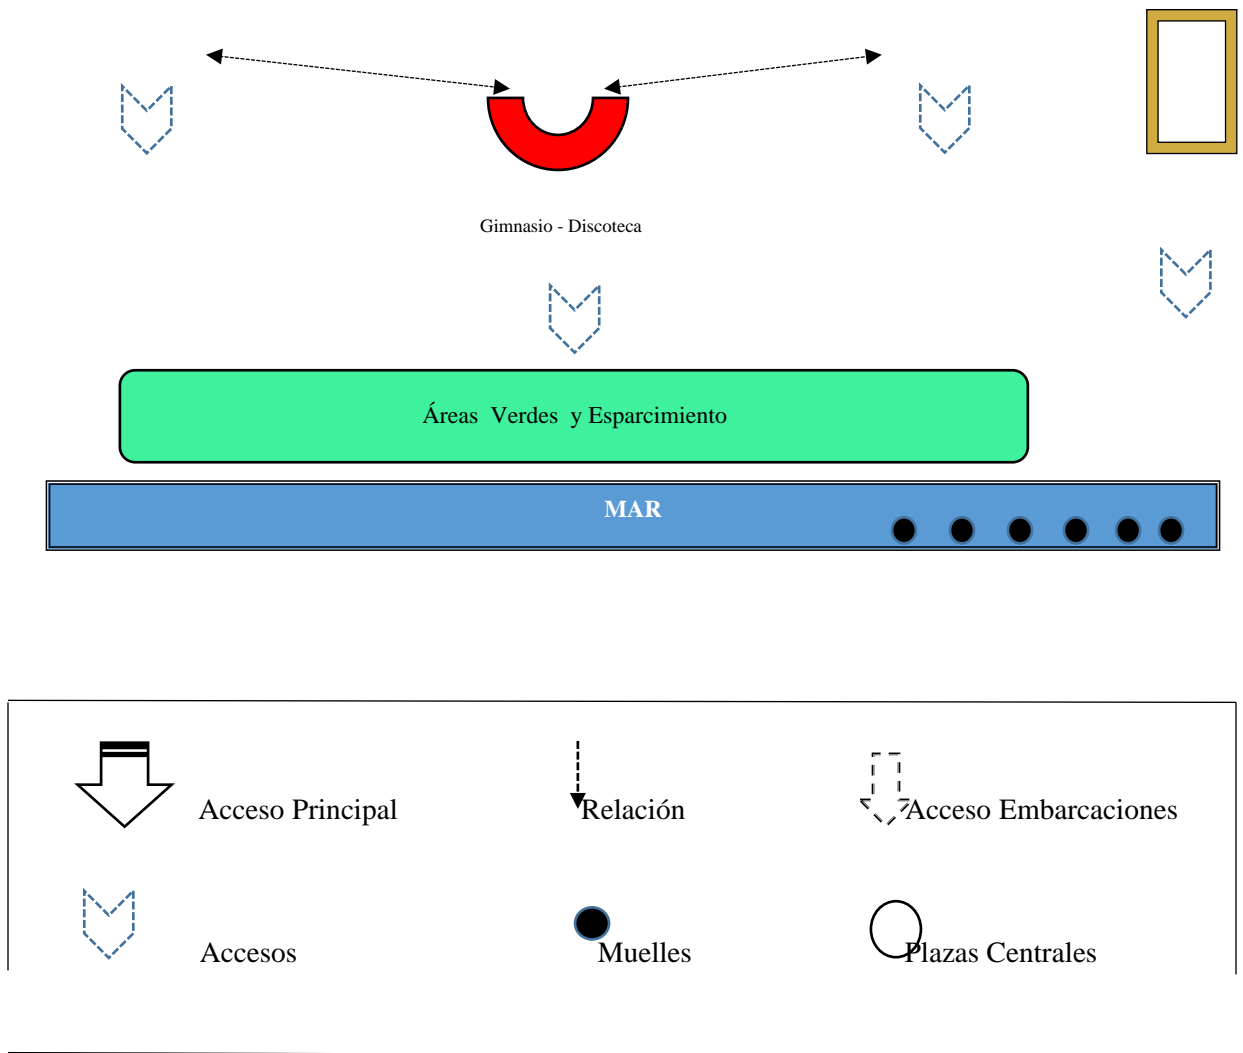 Gimnasio - Discoteca
Áreas Verdes y Esparcimiento
MAR
Acceso Principal
Relación
Acceso Embarcaciones
Accesos
Muelles
Plazas Centrales